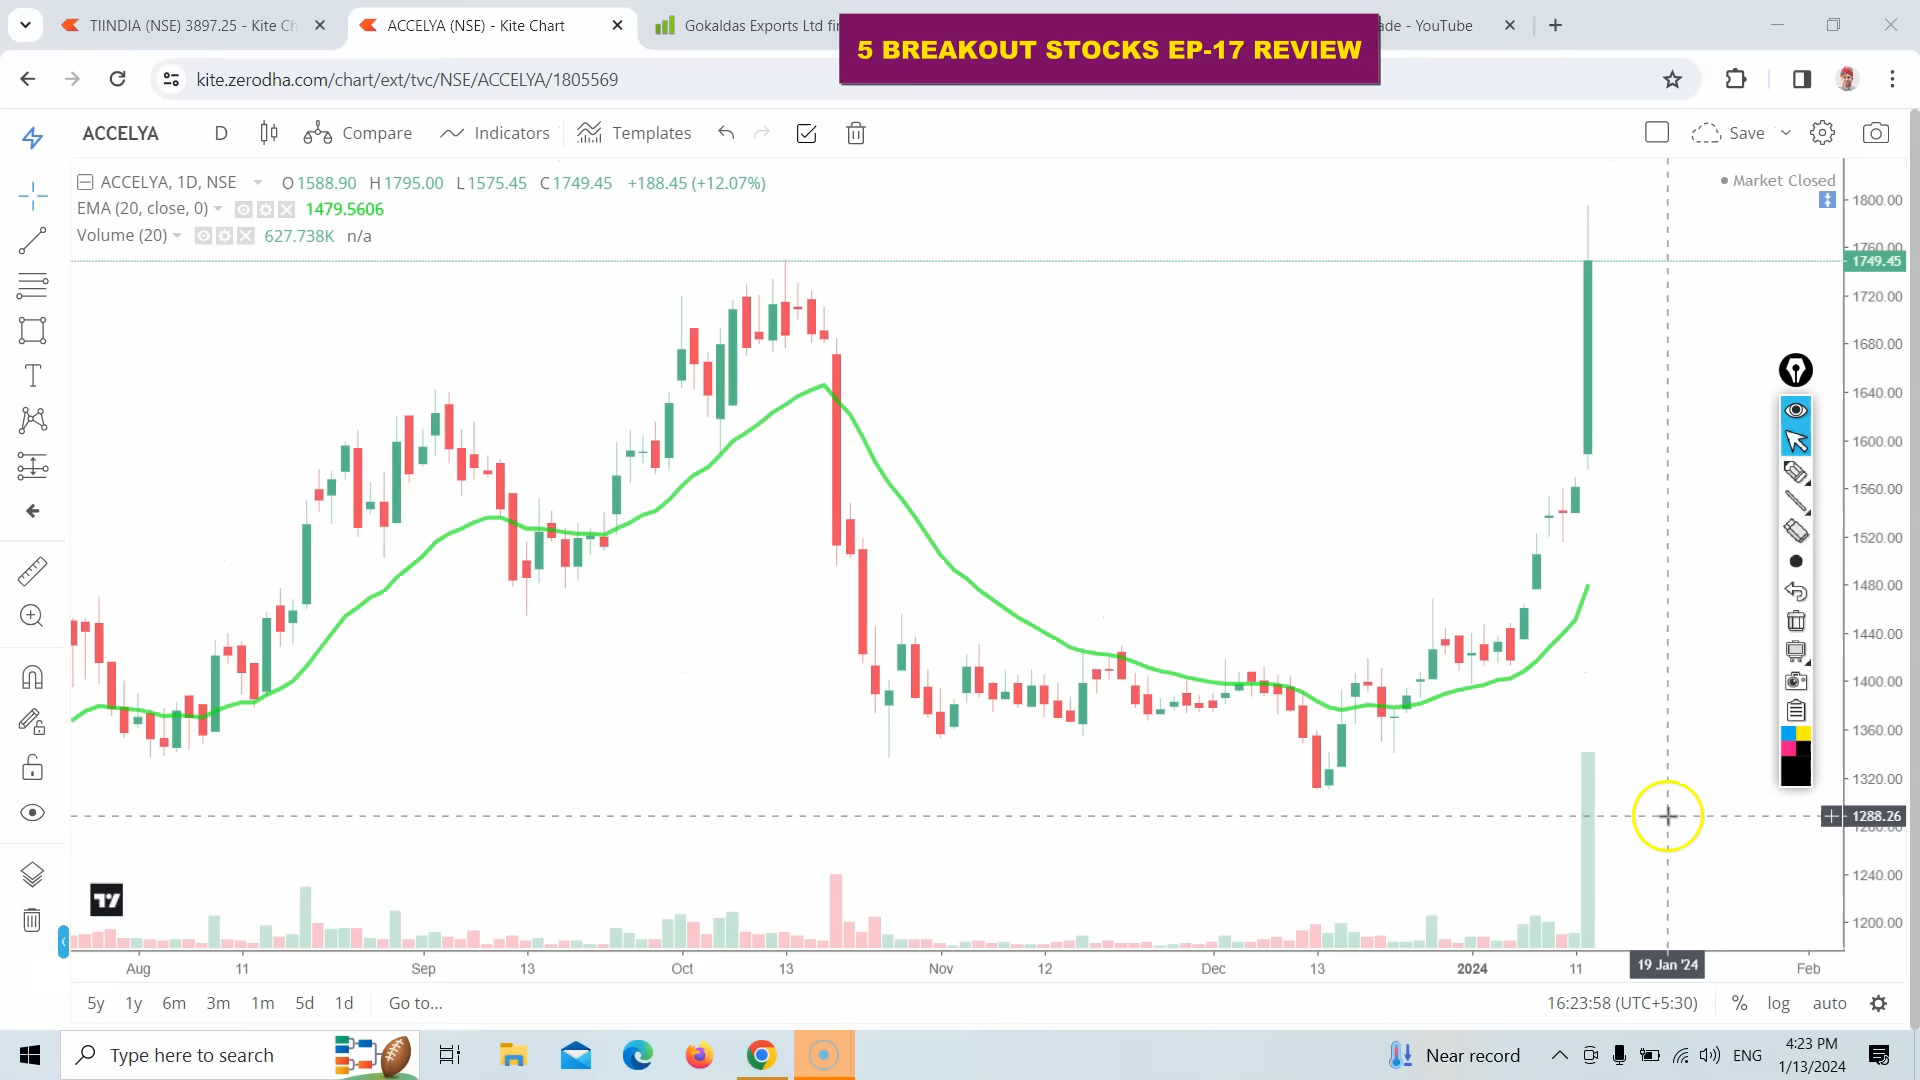 TIINDIA (NSE) 3897.25 - Kite Ch
ACCELYA (NSE) - Kite Chart
Gokaldas Exports Ltd fin
ade - YouTube
5 BREAKOUT STOCKS EP-17 REVIEW
kite.zerodha.com/chart/ext/tvc/NSE/ACCELYA/1805569
ACCELYA D Compare Indicators Templates Save
ACCELYA, 1D, NSE O1588.90 H1795.00 L1575.45 C1749.45 +188.45 (+12.07%)
Market Closed
EMA (20, close, 0) 1479.5606
Volume (20) 627.738K n/a
1800.00
1760.00
1749.45
1720.00
1680.00
1640.00
1600.00
1560.00
1520.00
1480.00
1440.00
1400.00
1360.00
1320.00
1288.26
1280.00
1240.00
1200.00
Aug 11 Sep 13 Oct 13 Nov 12 Dec 13 2024 11 19 Jan '24 Feb
5y 1y 6m 3m 1m 5d 1d Go to... 16:23:58 (UTC+5:30) % log auto
Type here to search
Near record
ENG
4:23 PM
1/13/2024